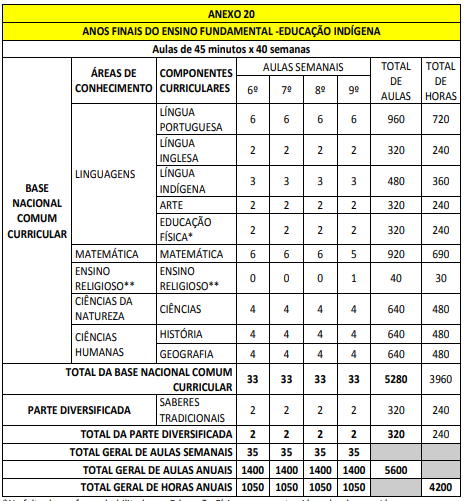 ANEXO 20
ANOS FINAIS DO ENSINO FUNDAMENTAL -EDUCAÇÃO INDÍGENA
Aulas de 45 minutos x 40 semanas
ÁREAS DE CONHECIMENTO COMPONENTES CURRICULARES AULAS SEMANAIS TOTAL DE AULAS TOTAL DE HORAS
6º 7º 8º 9º
BASE NACIONAL COMUM CURRICULAR
LINGUAGENS
LÍNGUA PORTUGUESA 6 6 6 6 960 720
LÍNGUA INGLESA 2 2 2 2 320 240
LÍNGUA INDÍGENA 3 3 3 3 480 360
ARTE 2 2 2 2 320 240
EDUCAÇÃO FÍSICA* 2 2 2 2 320 240
MATEMÁTICA MATEMÁTICA 6 6 6 5 920 690
ENSINO RELIGIOSO** ENSINO RELIGIOSO** 0 0 0 1 40 30
CIÊNCIAS DA NATUREZA CIÊNCIAS 4 4 4 4 640 480
CIÊNCIAS HUMANAS
HISTÓRIA 4 4 4 4 640 480
GEOGRAFIA 4 4 4 4 640 480
TOTAL DA BASE NACIONAL COMUM CURRICULAR 33 33 33 33 5280 3960
PARTE DIVERSIFICADA SABERES TRADICIONAIS 2 2 2 2 320 240
TOTAL DA PARTE DIVERSIFICADA 2 2 2 2 320 240
TOTAL GERAL DE AULAS SEMANAIS 35 35 35 35
TOTAL GERAL DE AULAS ANUAIS 1400 1400 1400 1400 5600
TOTAL GERAL DE HORAS ANUAIS 1050 1050 1050 1050 4200